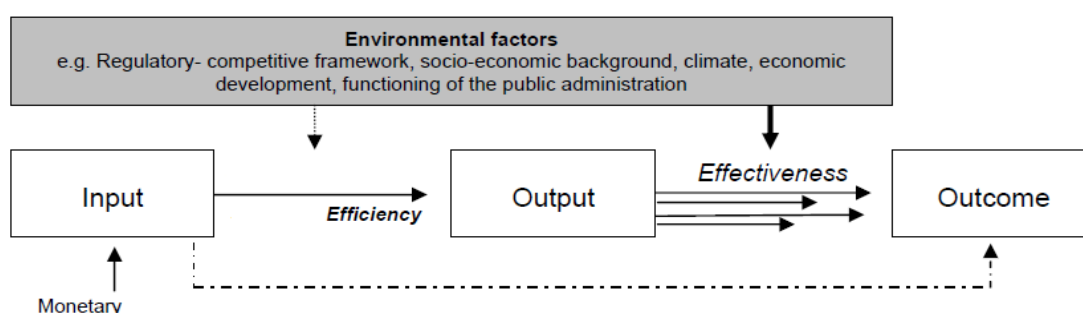 Environmental factors
e.g. Regulatory- competitive framework, socio-economic background, climate, economic
development, functioning of the public administration
Input
Efficiency
Output
Effectiveness
Outcome
Monetary